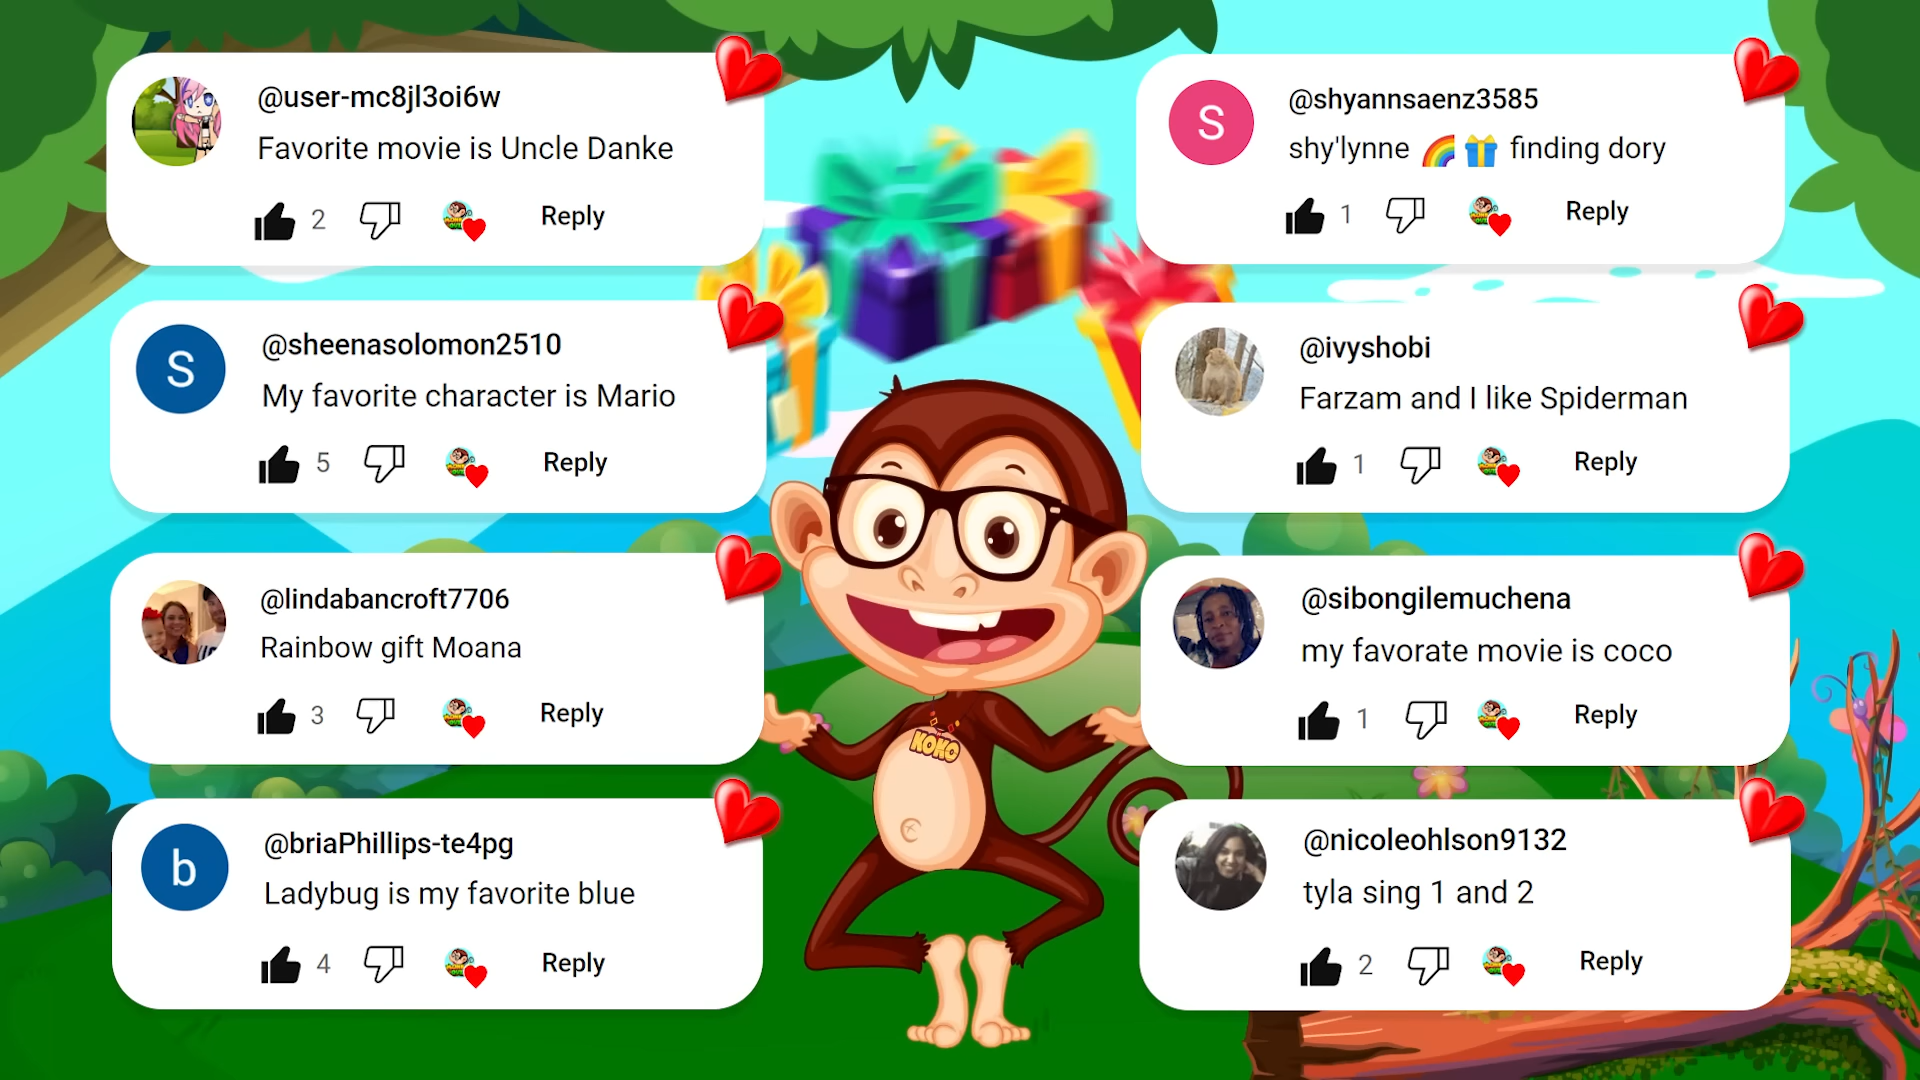 @user-mc8jl3oi6w
Favorite movie is Uncle Danke
2 Reply
@sheenasolomon2510
My favorite character is Mario
5 Reply
@lindabancroft7706
Rainbow gift Moana
3 Reply
@briaPhillips-te4pg
Ladybug is my favorite blue
4 Reply
KOKO
@shyannsaenz3585
shy'lynne 🌈 🎁 finding dory
1 Reply
@ivyshobi
Farzam and I like Spiderman
1 Reply
@sibongilemuchena
my favorate movie is coco
1 Reply
@nicoleohlson9132
tyla sing 1 and 2
2 Reply
S
S
b